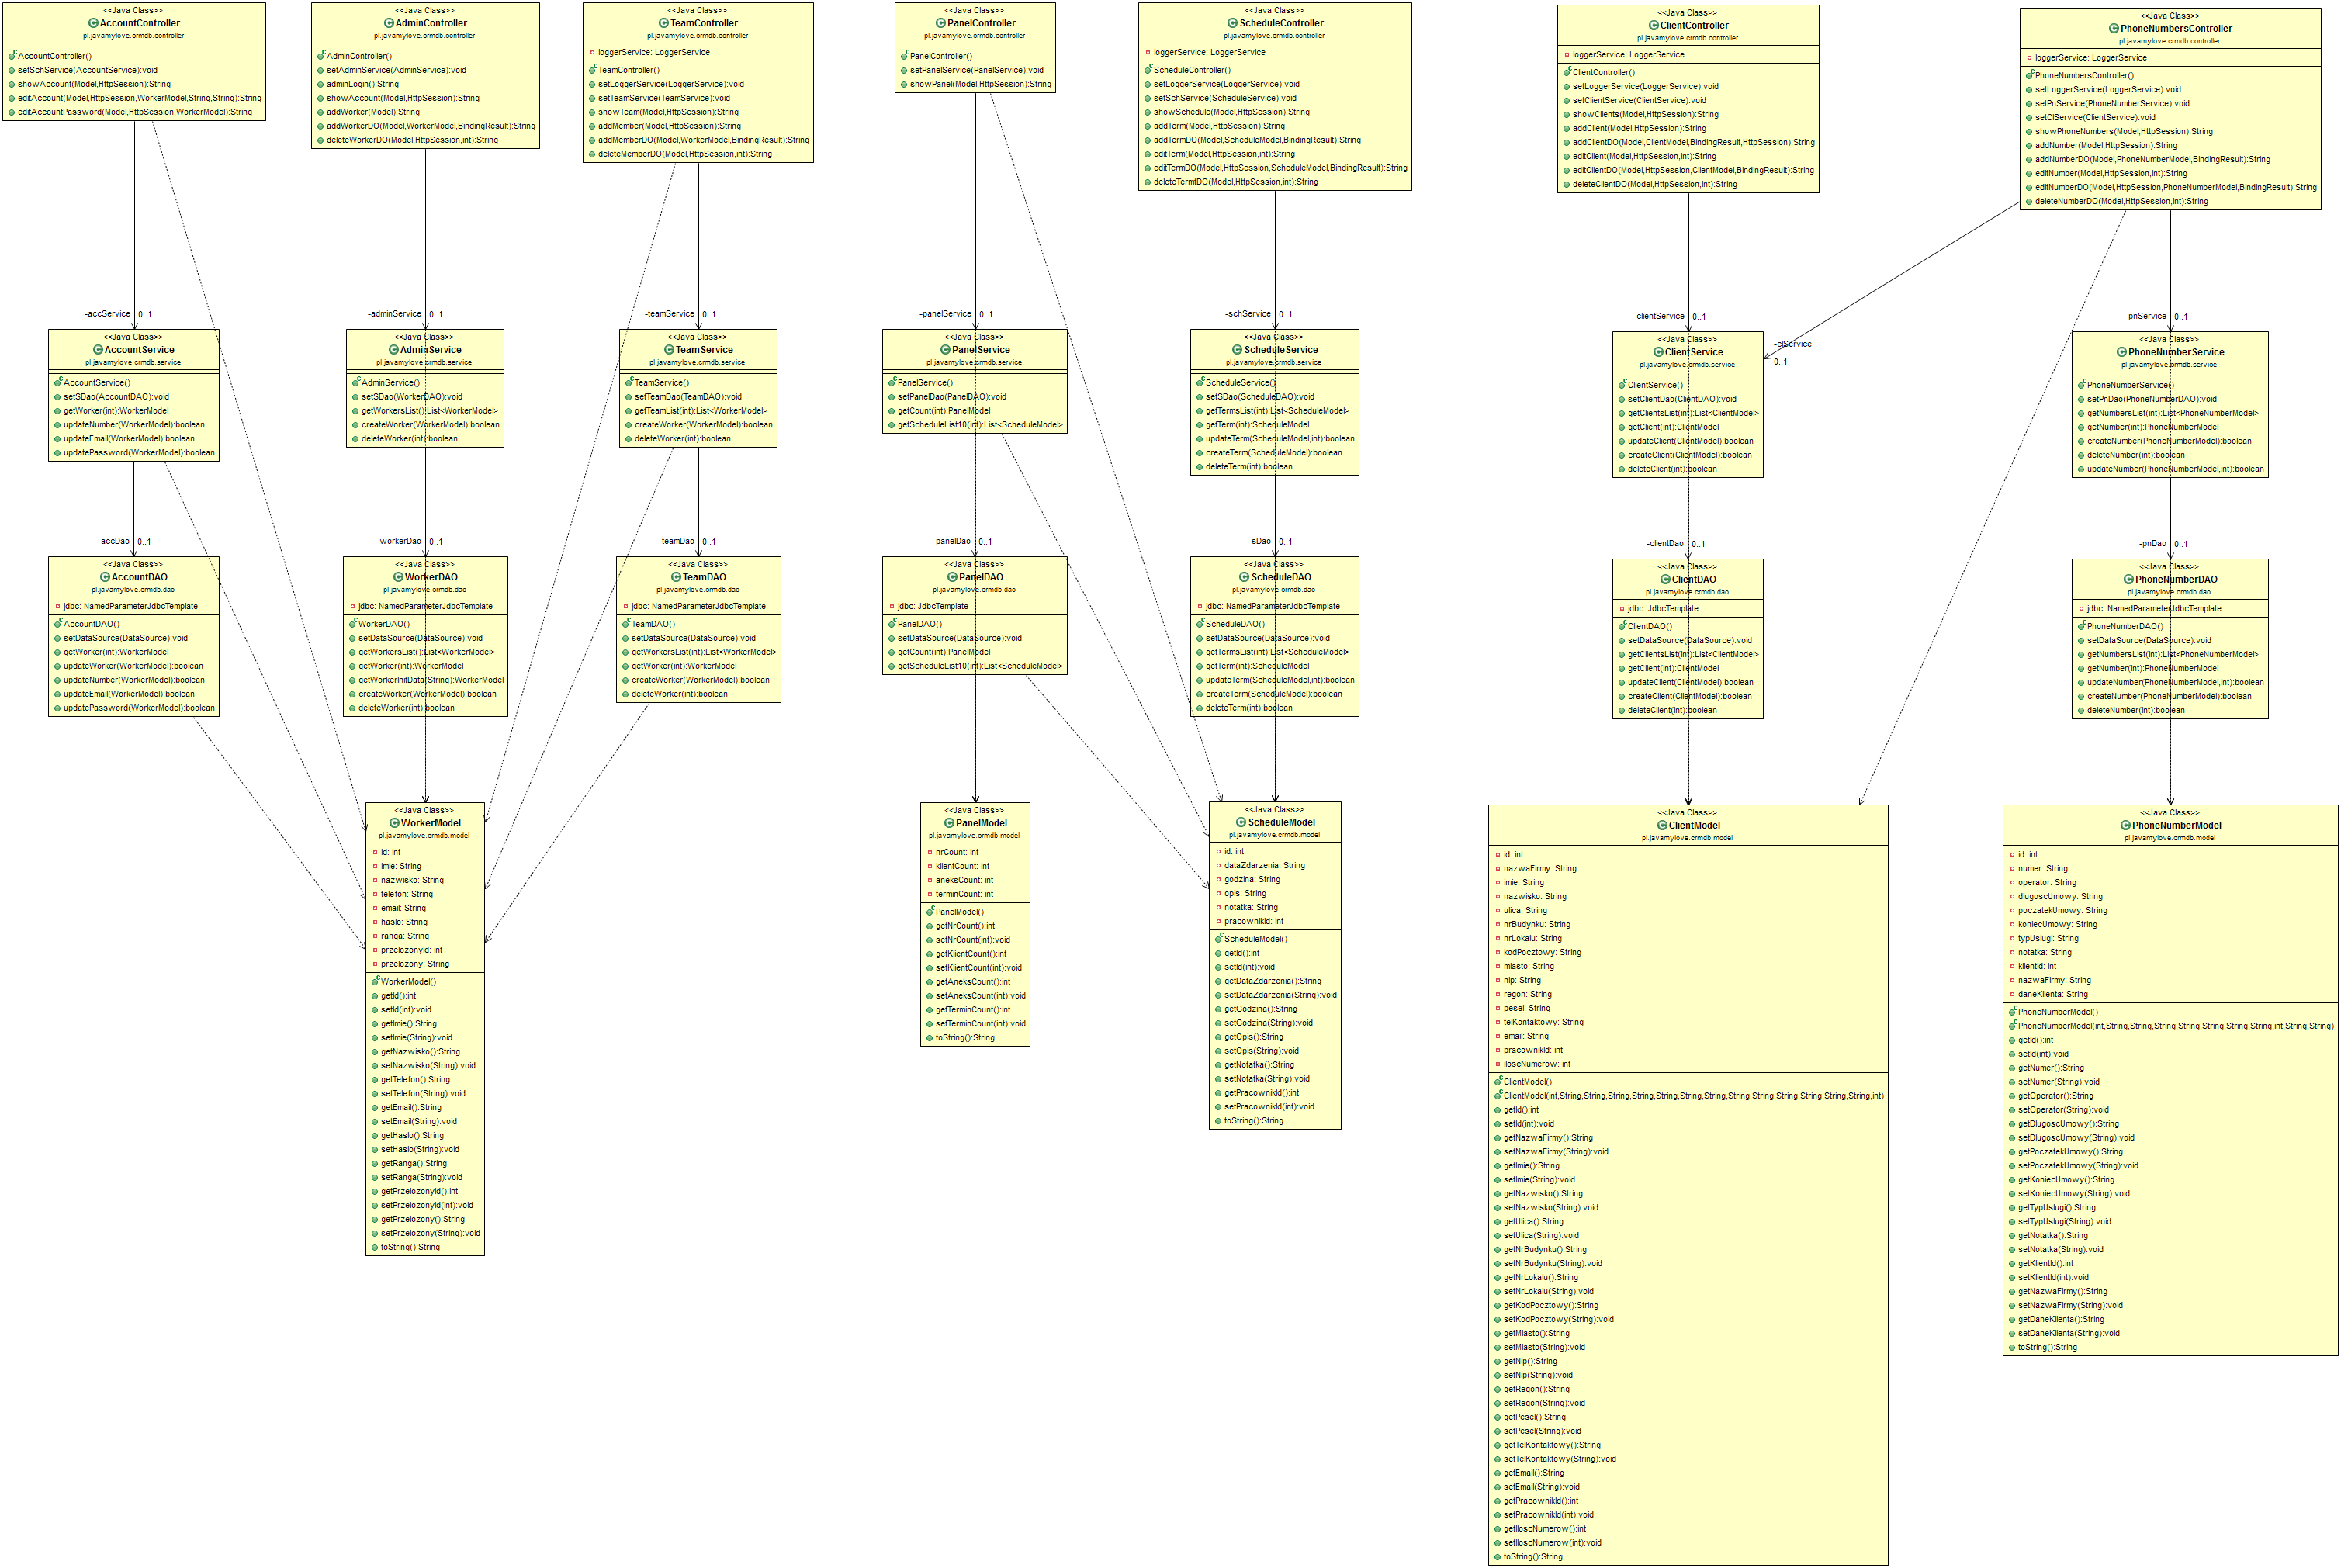 <<Java Class>>
AccountController
pl.javamylove.crmdb.controller
AccountController()
setSchService(AccountService):void
showAccount(Model,HttpSession):String
editAccount(Model,HttpSession,WorkerModel,String,String):String
editAccountPassword(Model,HttpSession,WorkerModel):String
<<Java Class>>
AdminController
pl.javamylove.crmdb.controller
AdminController()
setAdminService(AdminService):void
adminLogin():String
showAccount(Model,HttpSession):String
addWorker(Model):String
addWorkerDO(Model,WorkerModel,BindingResult):String
deleteWorkerDO(Model,HttpSession,int):String
<<Java Class>>
TeamController
pl.javamylove.crmdb.controller
loggerService: LoggerService
TeamController()
setLoggerService(LoggerService):void
setTeamService(TeamService):void
showTeam(Model,HttpSession):String
addMember(Model,HttpSession):String
addMemberDO(Model,WorkerModel,BindingResult):String
deleteMemberDO(Model,HttpSession,int):String
<<Java Class>>
PanelController
pl.javamylove.crmdb.controller
PanelController()
setPanelService(PanelService):void
showPanel(Model,HttpSession):String
<<Java Class>>
ScheduleController
pl.javamylove.crmdb.controller
loggerService: LoggerService
ScheduleController()
setLoggerService(LoggerService):void
setSchService(ScheduleService):void
showSchedule(Model,HttpSession):String
addTerm(Model,HttpSession):String
addTermDO(Model,ScheduleModel,BindingResult):String
editTerm(Model,HttpSession,int):String
editTermDO(Model,HttpSession,ScheduleModel,BindingResult):String
deleteTermtDO(Model,HttpSession,int):String
<<Java Class>>
ClientController
pl.javamylove.crmdb.controller
loggerService: LoggerService
ClientController()
setLoggerService(LoggerService):void
setClientService(ClientService):void
showClients(Model,HttpSession):String
addClient(Model,HttpSession):String
addClientDO(Model,ClientModel,BindingResult,HttpSession):String
editClient(Model,HttpSession,int):String
editClientDO(Model,HttpSession,ClientModel,BindingResult):String
deleteClientDO(Model,HttpSession,int):String
<<Java Class>>
PhoneNumbersController
pl.javamylove.crmdb.controller
loggerService: LoggerService
PhoneNumbersController()
setLoggerService(LoggerService):void
setPnService(PhoneNumberService):void
setClService(ClientService):void
showPhoneNumbers(Model,HttpSession):String
addNumber(Model,HttpSession):String
addNumberDO(Model,PhoneNumberModel,BindingResult):String
editNumber(Model,HttpSession,int):String
editNumberDO(Model,HttpSession,PhoneNumberModel,BindingResult):String
deleteNumberDO(Model,HttpSession,int):String
-accService 0..1
-adminService 0..1
-teamService 0..1
-panelService 0..1
-schService 0..1
-clientService 0..1
-clService
0..1
-pnService 0..1
<<Java Class>>
AccountService
pl.javamylove.crmdb.service
AccountService()
setSDao(AccountDAO):void
getWorker(int):WorkerModel
updateNumber(WorkerModel):boolean
updateEmail(WorkerModel):boolean
updatePassword(WorkerModel):boolean
<<Java Class>>
AdminService
pl.javamylove.crmdb.service
AdminService()
setSDao(WorkerDAO):void
getWorkersList():List<WorkerModel>
createWorker(WorkerModel):boolean
deleteWorker(int):boolean
<<Java Class>>
TeamService
pl.javamylove.crmdb.service
TeamService()
setTeamDao(TeamDAO):void
getTeamList(int):List<WorkerModel>
createWorker(WorkerModel):boolean
deleteWorker(int):boolean
<<Java Class>>
PanelService
pl.javamylove.crmdb.service
PanelService()
setPanelDao(PanelDAO):void
getCount(int):PanelModel
getScheduleList10(int):List<ScheduleModel>
<<Java Class>>
ScheduleService
pl.javamylove.crmdb.service
ScheduleService()
setSDao(ScheduleDAO):void
getTermsList(int):List<ScheduleModel>
getTerm(int):ScheduleModel
updateTerm(ScheduleModel,int):boolean
createTerm(ScheduleModel):boolean
deleteTerm(int):boolean
<<Java Class>>
ClientService
pl.javamylove.crmdb.service
ClientService()
setClientDao(ClientDAO):void
getClientsList(int):List<ClientModel>
getClient(int):ClientModel
updateClient(ClientModel):boolean
createClient(ClientModel):boolean
deleteClient(int):boolean
<<Java Class>>
PhoneNumberService
pl.javamylove.crmdb.service
PhoneNumberService()
setPnDao(PhoneNumberDAO):void
getNumbersList(int):List<PhoneNumberModel>
getNumber(int):PhoneNumberModel
createNumber(PhoneNumberModel):boolean
deleteNumber(int):boolean
updateNumber(PhoneNumberModel,int):boolean
-accDao 0..1
-workerDao 0..1
-teamDao 0..1
-panelDao 0..1
-sDao 0..1
-clientDao 0..1
-pnDao 0..1
<<Java Class>>
AccountDAO
pl.javamylove.crmdb.dao
jdbc: NamedParameterJdbcTemplate
AccountDAO()
setDataSource(DataSource):void
getWorker(int):WorkerModel
updateWorker(WorkerModel):boolean
updateNumber(WorkerModel):boolean
updateEmail(WorkerModel):boolean
updatePassword(WorkerModel):boolean
<<Java Class>>
WorkerDAO
pl.javamylove.crmdb.dao
jdbc: NamedParameterJdbcTemplate
WorkerDAO()
setDataSource(DataSource):void
getWorkersList():List<WorkerModel>
getWorker(int):WorkerModel
getWorkerInitData(String):WorkerModel
createWorker(WorkerModel):boolean
deleteWorker(int):boolean
<<Java Class>>
TeamDAO
pl.javamylove.crmdb.dao
jdbc: NamedParameterJdbcTemplate
TeamDAO()
setDataSource(DataSource):void
getWorkersList(int):List<WorkerModel>
getWorker(int):WorkerModel
createWorker(WorkerModel):boolean
deleteWorker(int):boolean
<<Java Class>>
PanelDAO
pl.javamylove.crmdb.dao
jdbc: JdbcTemplate
PanelDAO()
setDataSource(DataSource):void
getCount(int):PanelModel
getScheduleList10(int):List<ScheduleModel>
<<Java Class>>
ScheduleDAO
pl.javamylove.crmdb.dao
jdbc: NamedParameterJdbcTemplate
ScheduleDAO()
setDataSource(DataSource):void
getTermsList(int):List<ScheduleModel>
getTerm(int):ScheduleModel
updateTerm(ScheduleModel,int):boolean
createTerm(ScheduleModel):boolean
deleteTerm(int):boolean
<<Java Class>>
ClientDAO
pl.javamylove.crmdb.dao
jdbc: JdbcTemplate
ClientDAO()
setDataSource(DataSource):void
getClientsList(int):List<ClientModel>
getClient(int):ClientModel
updateClient(ClientModel):boolean
createClient(ClientModel):boolean
deleteClient(int):boolean
<<Java Class>>
PhoneNumberDAO
pl.javamylove.crmdb.dao
jdbc: NamedParameterJdbcTemplate
PhoneNumberDAO()
setDataSource(DataSource):void
getNumbersList(int):List<PhoneNumberModel>
getNumber(int):PhoneNumberModel
updateNumber(PhoneNumberModel,int):boolean
createNumber(PhoneNumberModel):boolean
deleteNumber(int):boolean
<<Java Class>>
WorkerModel
pl.javamylove.crmdb.model
id: int
imie: String
nazwisko: String
telefon: String
email: String
haslo: String
ranga: String
przelozonyId: int
przelozony: String
WorkerModel()
getId():int
setId(int):void
getImie():String
setImie(String):void
getNazwisko():String
setNazwisko(String):void
getTelefon():String
setTelefon(String):void
getEmail():String
setEmail(String):void
getHaslo():String
setHaslo(String):void
getRanga():String
setRanga(String):void
getPrzelozonyId():int
setPrzelozonyId(int):void
getPrzelozony():String
setPrzelozony(String):void
toString():String
<<Java Class>>
PanelModel
pl.javamylove.crmdb.model
nrCount: int
klientCount: int
aneksCount: int
terminCount: int
PanelModel()
getNrCount():int
setNrCount(int):void
getKlientCount():int
setKlientCount(int):void
getAneksCount():int
setAneksCount(int):void
getTerminCount():int
setTerminCount(int):void
toString():String
<<Java Class>>
ScheduleModel
pl.javamylove.crmdb.model
id: int
dataZdarzenia: String
godzina: String
opis: String
notatka: String
pracownikId: int
ScheduleModel()
getId():int
setId(int):void
getDataZdarzenia():String
setDataZdarzenia(String):void
getGodzina():String
setGodzina(String):void
getOpis():String
setOpis(String):void
getNotatka():String
setNotatka(String):void
getPracownikId():int
setPracownikId(int):void
toString():String
<<Java Class>>
ClientModel
pl.javamylove.crmdb.model
id: int
nazwaFirmy: String
imie: String
nazwisko: String
ulica: String
nrBudynku: String
nrLokalu: String
kodPocztowy: String
miasto: String
nip: String
regon: String
pesel: String
telKontaktowy: String
email: String
pracownikId: int
iloscNumerow: int
ClientModel()
ClientModel(int,String,String,String,String,String,String,String,String,String,String,String,String,int)
getId():int
setId(int):void
getNazwaFirmy():String
setNazwaFirmy(String):void
getImie():String
setImie(String):void
getNazwisko():String
setNazwisko(String):void
getUlica():String
setUlica(String):void
getNrBudynku():String
setNrBudynku(String):void
getNrLokalu():String
setNrLokalu(String):void
getKodPocztowy():String
setKodPocztowy(String):void
getMiasto():String
setMiasto(String):void
getNip():String
setNip(String):void
getRegon():String
setRegon(String):void
getPesel():String
setPesel(String):void
getTelKontaktowy():String
setTelKontaktowy(String):void
getEmail():String
setEmail(String):void
getPracownikId():int
setPracownikId(int):void
getIloscNumerow():int
setIloscNumerow(int):void
toString():String
<<Java Class>>
PhoneNumberModel
pl.javamylove.crmdb.model
id: int
numer: String
operator: String
dlugoscUmowy: String
poczatekUmowy: String
koniecUmowy: String
typUslugi: String
notatka: String
klientId: int
nazwaFirmy: String
daneKlienta: String
PhoneNumberModel()
PhoneNumberModel(int,String,String,String,String,String,String,String,int,String,String)
getId():int
setId(int):void
getNumer():String
setNumer(String):void
getOperator():String
setOperator(String):void
getDlugoscUmowy():String
setDlugoscUmowy(String):void
getPoczatekUmowy():String
setPoczatekUmowy(String):void
getKoniecUmowy():String
setKoniecUmowy(String):void
getTypUslugi():String
setTypUslugi(String):void
getNotatka():String
setNotatka(String):void
getKlientId():int
setKlientId(int):void
getNazwaFirmy():String
setNazwaFirmy(String):void
getDaneKlienta():String
setDaneKlienta(String):void
toString():String